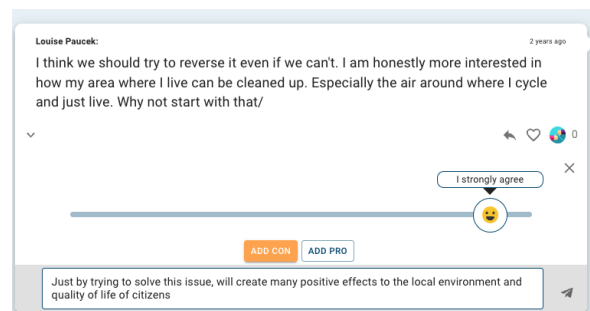 Louise Paucek:
2 years ago
I think we should try to reverse it even if we can't. I am honestly more interested in
how my area where I live can be cleaned up. Especially the air around where I cycle
and just live. Why not start with that/
0
I strongly agree
ADD CON
ADD PRO
Just by trying to solve this issue, will create many positive effects to the local environment and
quality of life of citizens